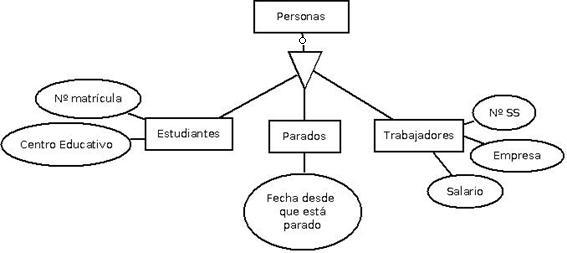 Personas
Nº matrícula
Centro Educativo
Estudiantes
Parados
Trabajadores
Nº SS
Empresa
Salario
Fecha desde
que está
parado